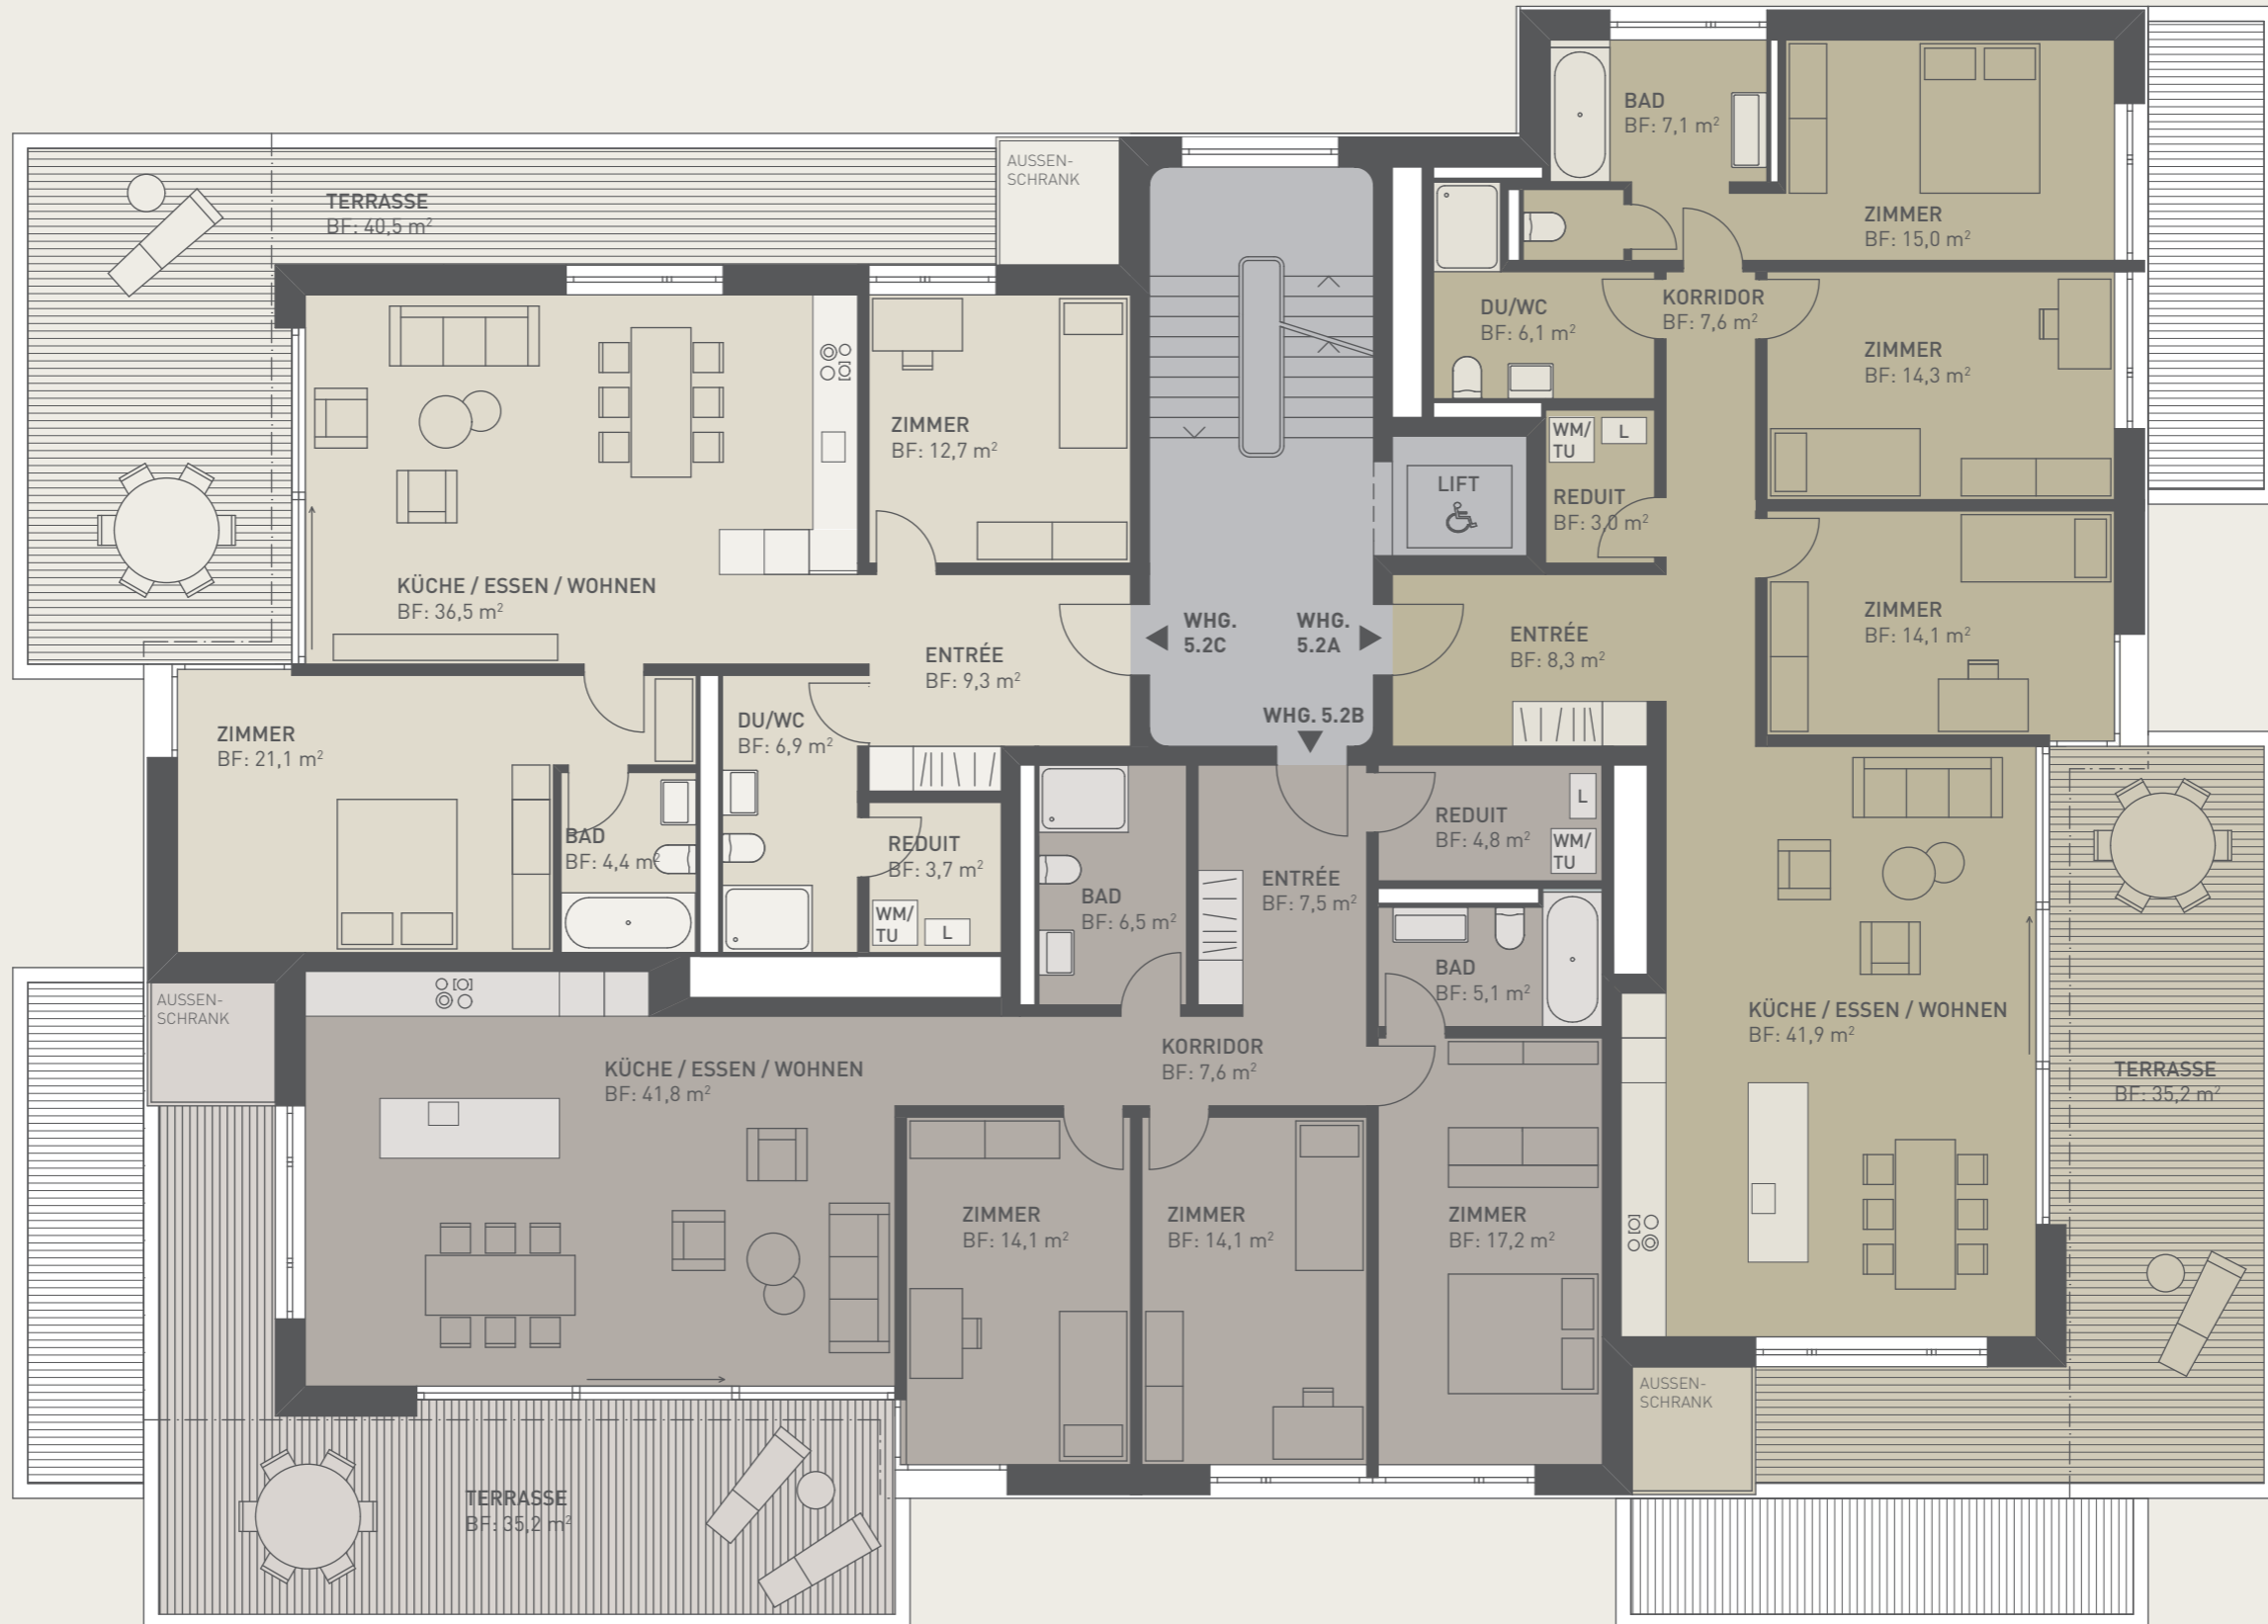 BAD
BF: 7,1 m²
ZIMMER
BF: 15,0 m²
AUSSEN-
SCHRANK
TERRASSE
BF: 40,5 m²
DU/WC
BF: 6,1 m²
KORRIDOR
BF: 7,6 m²
ZIMMER
BF: 14,3 m²
ZIMMER
BF: 12,7 m²
WM/
TU
L
REDUIT
BF: 3,0 m²
LIFT
KÜCHE / ESSEN / WOHNEN
BF: 36,5 m²
WHG.
5.2C
WHG.
5.2A
ENTRÉE
BF: 8,3 m²
ZIMMER
BF: 14,1 m²
ENTRÉE
BF: 9,3 m²
WHG. 5.2B
ZIMMER
BF: 21,1 m²
DU/WC
BF: 6,9 m²
BAD
BF: 4,4 m²
REDUIT
BF: 3,7 m²
WM/
TU
L
BAD
BF: 6,5 m²
ENTRÉE
BF: 7,5 m²
REDUIT
BF: 4,8 m²
L
WM/
TU
BAD
BF: 5,1 m²
AUSSEN-
SCHRANK
KÜCHE / ESSEN / WOHNEN
BF: 41,8 m²
KORRIDOR
BF: 7,6 m²
KÜCHE / ESSEN / WOHNEN
BF: 41,9 m²
TERRASSE
BF: 35,2 m²
ZIMMER
BF: 14,1 m²
ZIMMER
BF: 14,1 m²
ZIMMER
BF: 17,2 m²
AUSSEN-
SCHRANK
TERRASSE
BF: 35,2 m²